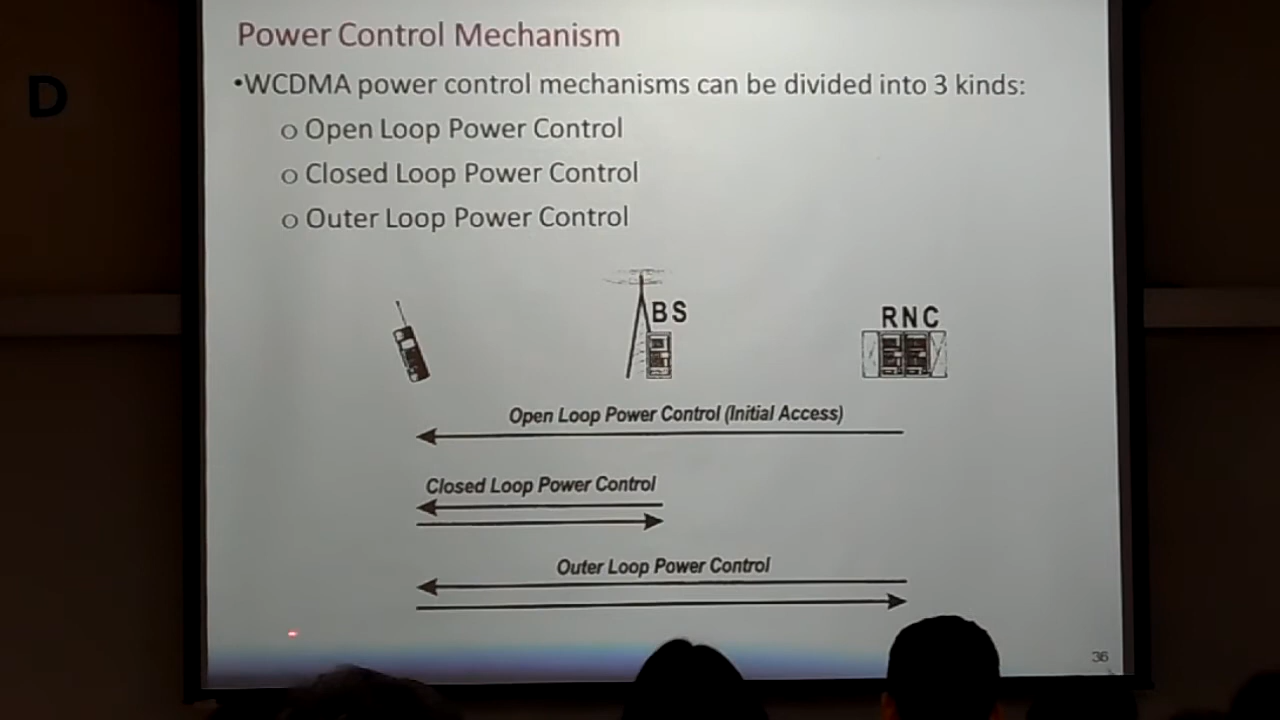 D
Power Control Mechanism
•WCDMA power control mechanisms can be divided into 3 kinds:
o Open Loop Power Control
o Closed Loop Power Control
o Outer Loop Power Control
BS
RNC
Open Loop Power Control (Initial Access)
Closed Loop Power Control
Outer Loop Power Control
36